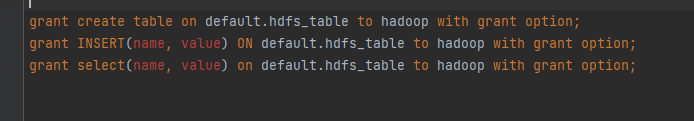 grant create table on default.hdfs_table to hadoop with grant option;
grant INSERT(name, value) ON default.hdfs_table to hadoop with grant option;
grant select(name, value) on default.hdfs_table to hadoop with grant option;